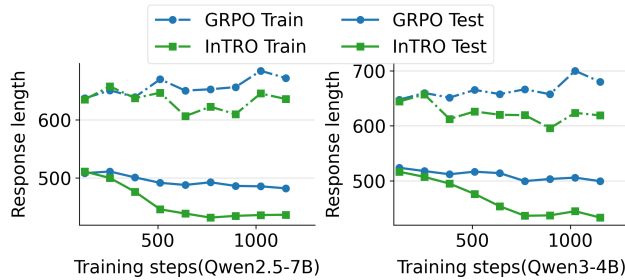 GRPO Train
GRPO Test
InTRO Train
InTRO Test
Response length
600
500
500
1000
Training steps(Qwen2.5-7B)
Response length
700
600
500
500
1000
Training steps(Qwen3-4B)